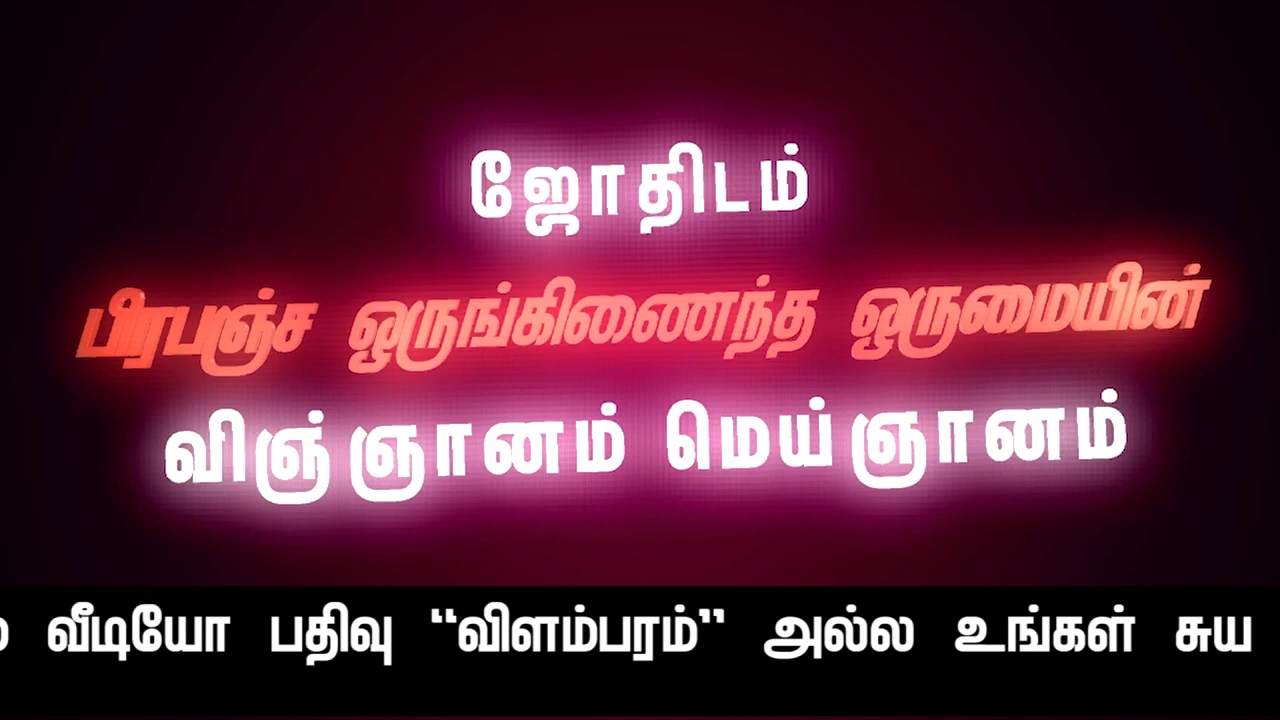 ஜோதிடம்
பிரபஞ்ச ஒருங்கிணைந்த ஒருமையின்
விஞ்ஞானம் மெய்ஞானம்
வீடியோ பதிவு “விளம்பரம்” அல்ல உங்கள் சுய